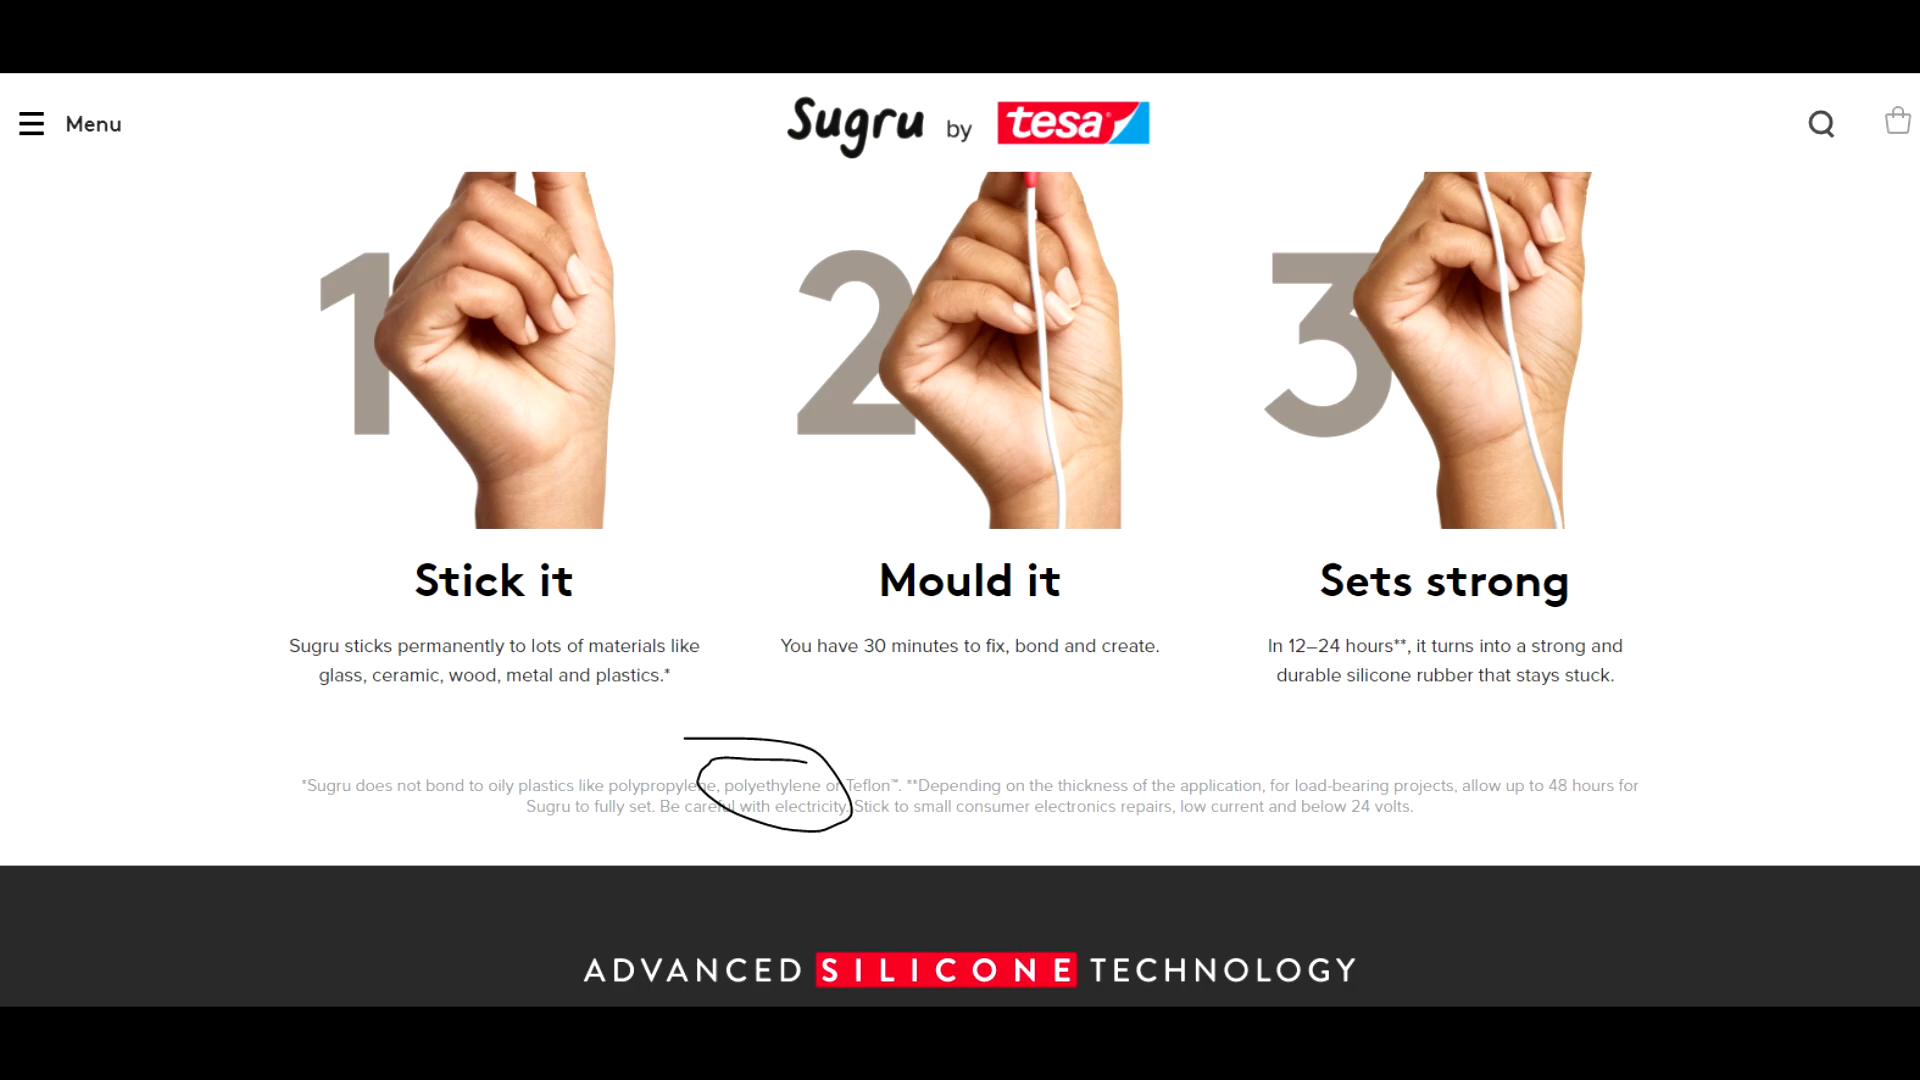 Menu
Sugru by tesa
1
2
3
Stick it
Mould it
Sets strong
Sugru sticks permanently to lots of materials like
glass, ceramic, wood, metal and plastics.*
You have 30 minutes to fix, bond and create.
In 12–24 hours**, it turns into a strong and
durable silicone rubber that stays stuck.
*Sugru does not bond to oily plastics like polypropylene, polyethylene or Teflon™. **Depending on the thickness of the application, for load-bearing projects, allow up to 48 hours for
Sugru to fully set. Be careful with electricity. Stick to small consumer electronics repairs, low current and below 24 volts.
ADVANCED SILICONE TECHNOLOGY